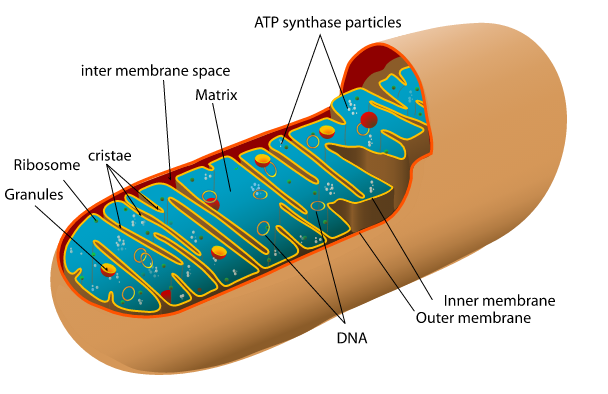 ATP synthase particles
inter membrane space
Matrix
cristae
Ribosome
Granules
Inner membrane
Outer membrane
DNA